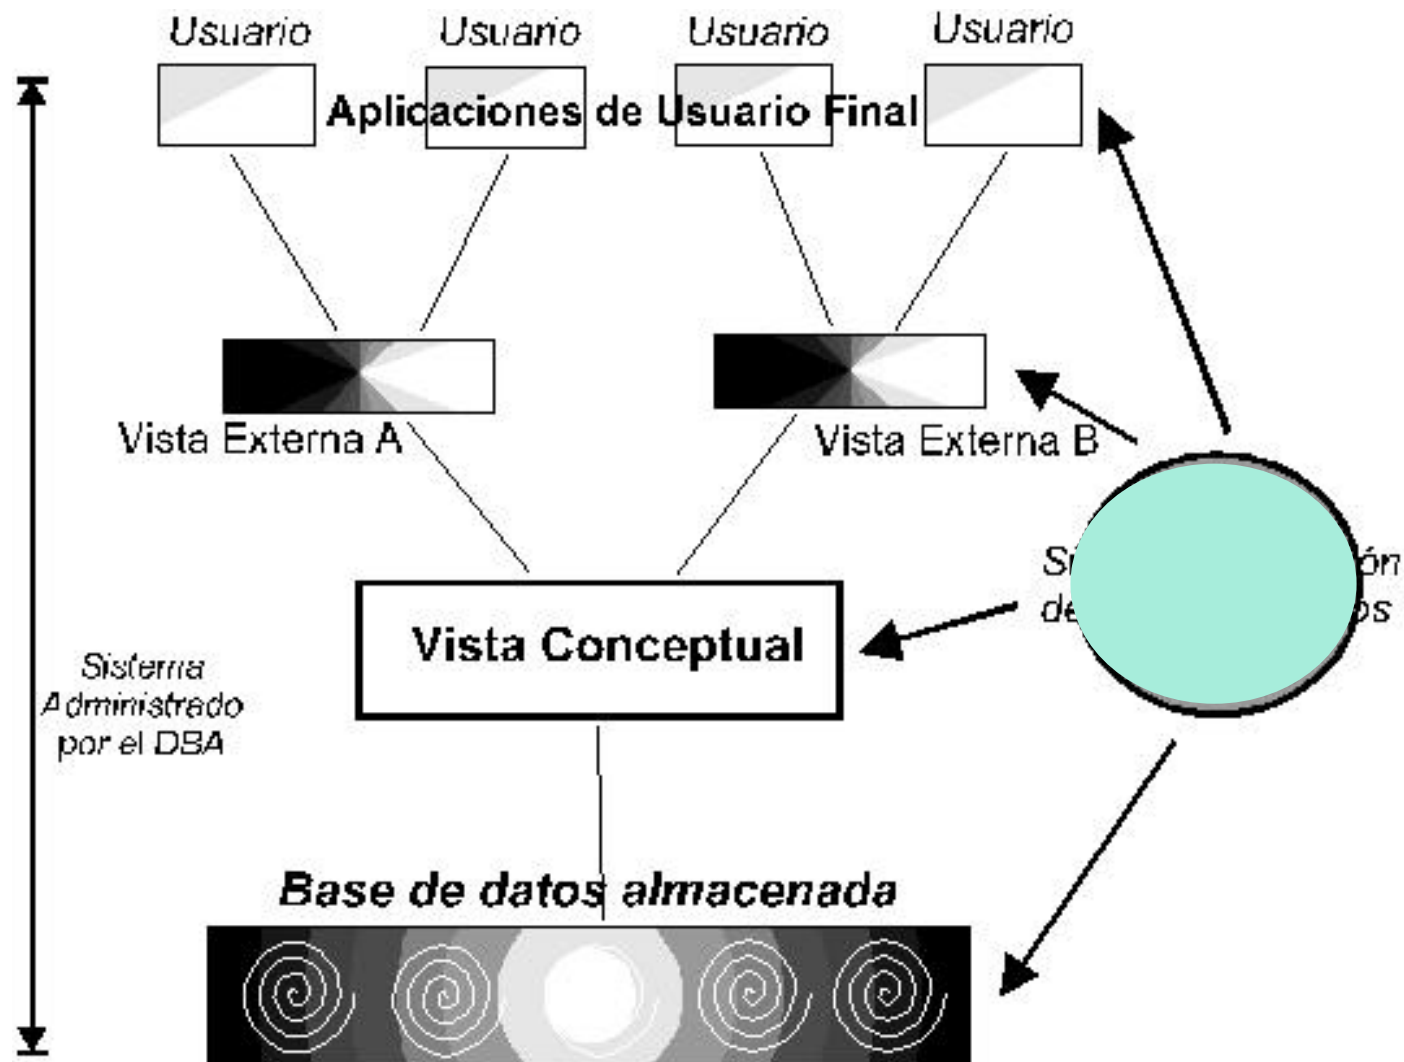 Usuario Usuario Usuario Usuario
Aplicaciones de Usuario Final
Vista Externa A
Vista Externa B
Vista Conceptual
Sistema
Administrado
por el DBA
Base de datos almacenada